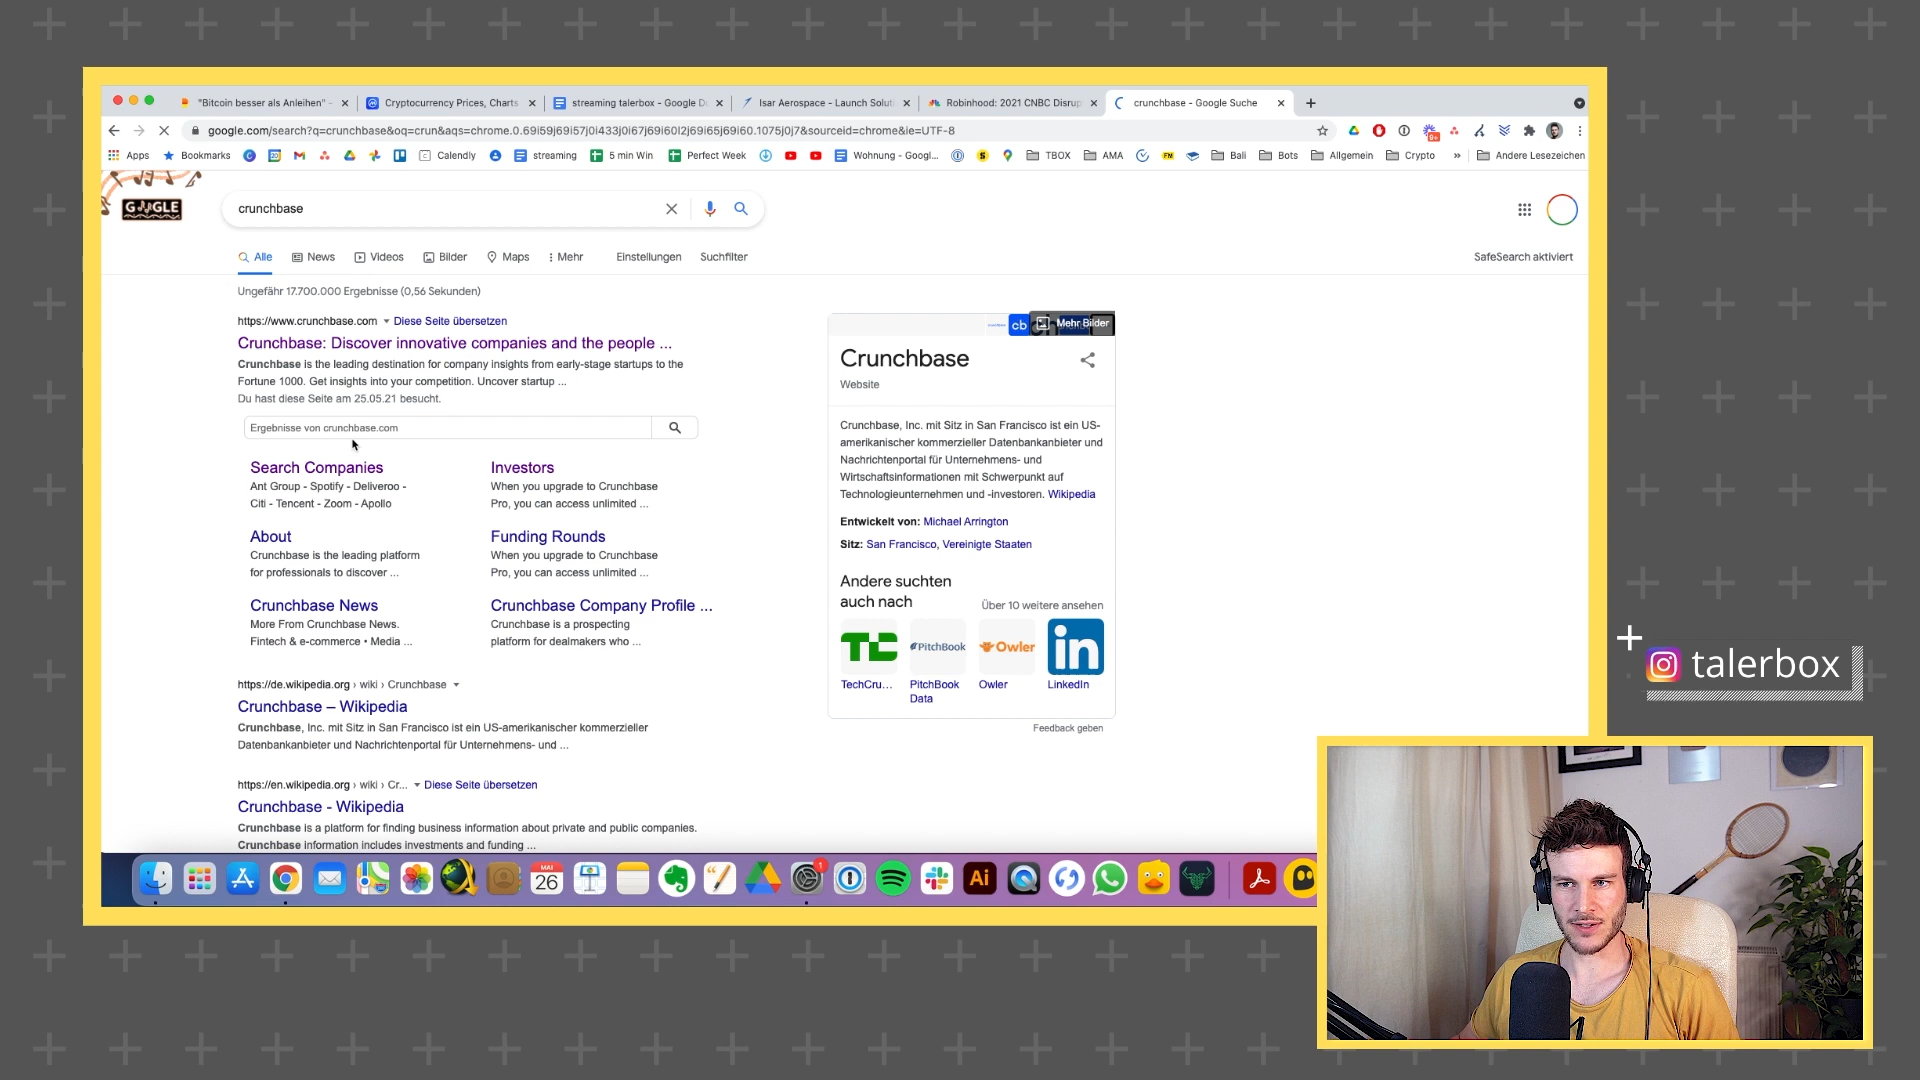 "Bitcoin besser als Anleihen" -
Cryptocurrency Prices, Charts
streaming talerbox - Google D
Isar Aerospace - Launch Soluti
Robinhood: 2021 CNBC Disrup
crunchbase - Google Suche
google.com/search?q=crunchbase&oq=crun&aqs=chrome.0.69i59j69i57j0i433j0i67j69i60l2j69i65j69i60.1075j0j7&sourceid=chrome&ie=UTF-8
Apps
Bookmarks
Calendly
streaming
5 min Win
Perfect Week
Wohnung - Googl...
TBOX
AMA
Bali
Bots
Allgemein
Crypto
»
Andere Lesezeichen
crunchbase
Alle
News
Videos
Bilder
Maps
Mehr
Einstellungen
Suchfilter
SafeSearch aktiviert
Ungefähr 17.700.000 Ergebnisse (0,56 Sekunden)
https://www.crunchbase.com
Diese Seite übersetzen
Crunchbase: Discover innovative companies and the people ...
Crunchbase is the leading destination for company insights from early-stage startups to the
Fortune 1000. Get insights into your competition. Uncover startup ...
Du hast diese Seite am 25.05.21 besucht.
Ergebnisse von crunchbase.com
Search Companies
Ant Group - Spotify - Deliveroo -
Citi - Tencent - Zoom - Apollo
Investors
When you upgrade to Crunchbase
Pro, you can access unlimited ...
About
Crunchbase is the leading platform
for professionals to discover ...
Funding Rounds
When you upgrade to Crunchbase
Pro, you can access unlimited ...
Crunchbase News
More From Crunchbase News.
Fintech & e-commerce • Media ...
Crunchbase Company Profile ...
Crunchbase is a prospecting
platform for dealmakers who ...
https://de.wikipedia.org › wiki › Crunchbase
Crunchbase – Wikipedia
Crunchbase, Inc. mit Sitz in San Francisco ist ein US-amerikanischer kommerzieller
Datenbankanbieter und Nachrichtenportal für Unternehmens- und ...
https://en.wikipedia.org › wiki › Cr...
Diese Seite übersetzen
Crunchbase - Wikipedia
Crunchbase is a platform for finding business information about private and public companies.
Crunchbase information includes investments and funding ...
cb
Mehr Bilder
Crunchbase
Website
Crunchbase, Inc. mit Sitz in San Francisco ist ein US-
amerikanischer kommerzieller Datenbankanbieter und
Nachrichtenportal für Unternehmens- und
Wirtschaftsinformationen mit Schwerpunkt auf
Technologieunternehmen und -investoren. Wikipedia
Entwickelt von: Michael Arrington
Sitz: San Francisco, Vereinigte Staaten
Andere suchten
auch nach
Über 10 weitere ansehen
TC
PitchBook
Owler
in
TechCru...
PitchBook
Data
Owler
LinkedIn
Feedback geben
MAI
26
1
Ai
talerbox